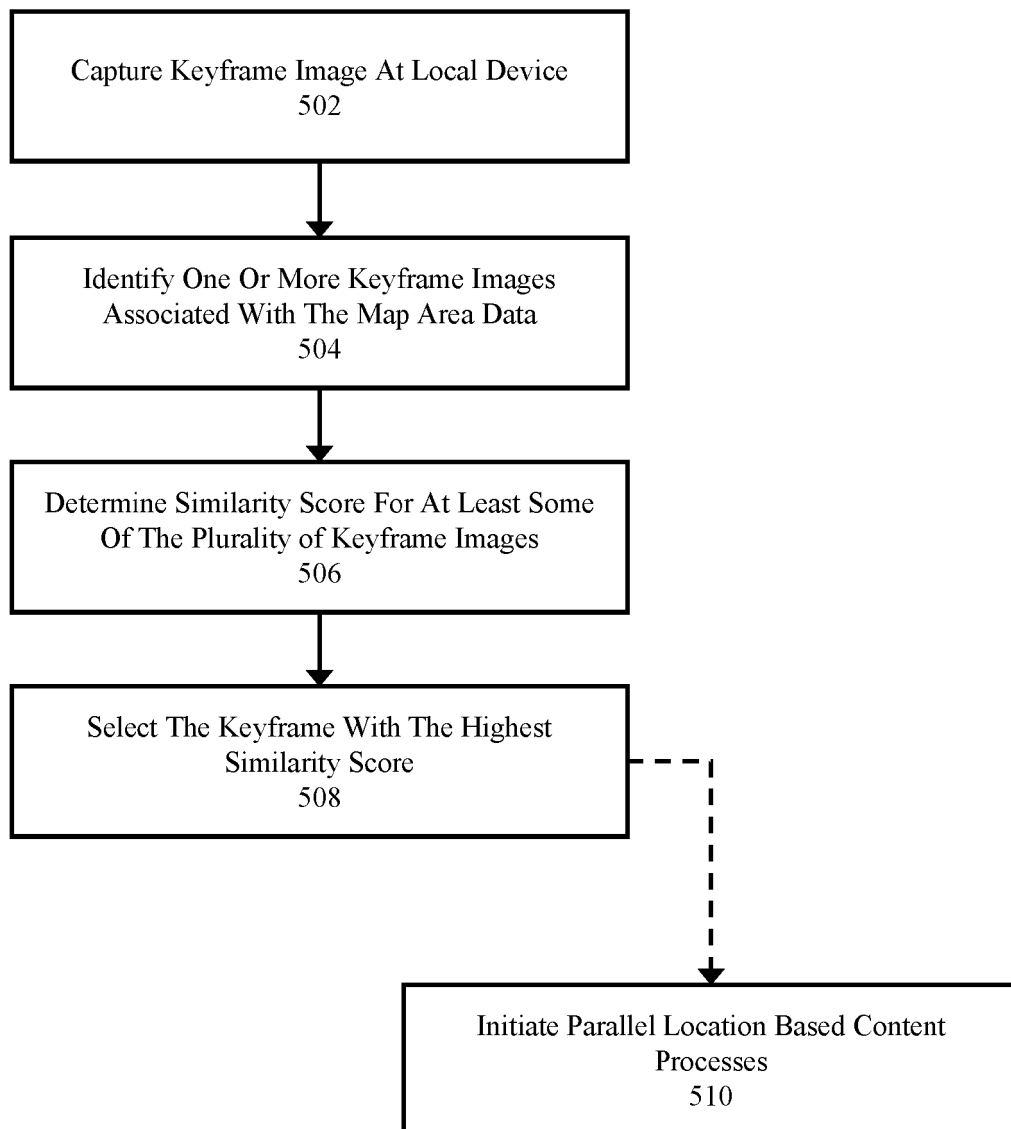 Capture Keyframe Image At Local Device
502
Identify One Or More Keyframe Images
Associated With The Map Area Data
504
Determine Similarity Score For At Least Some
Of The Plurality of Keyframe Images
506
Select The Keyframe With The Highest
Similarity Score
508
Initiate Parallel Location Based Content
Processes
510